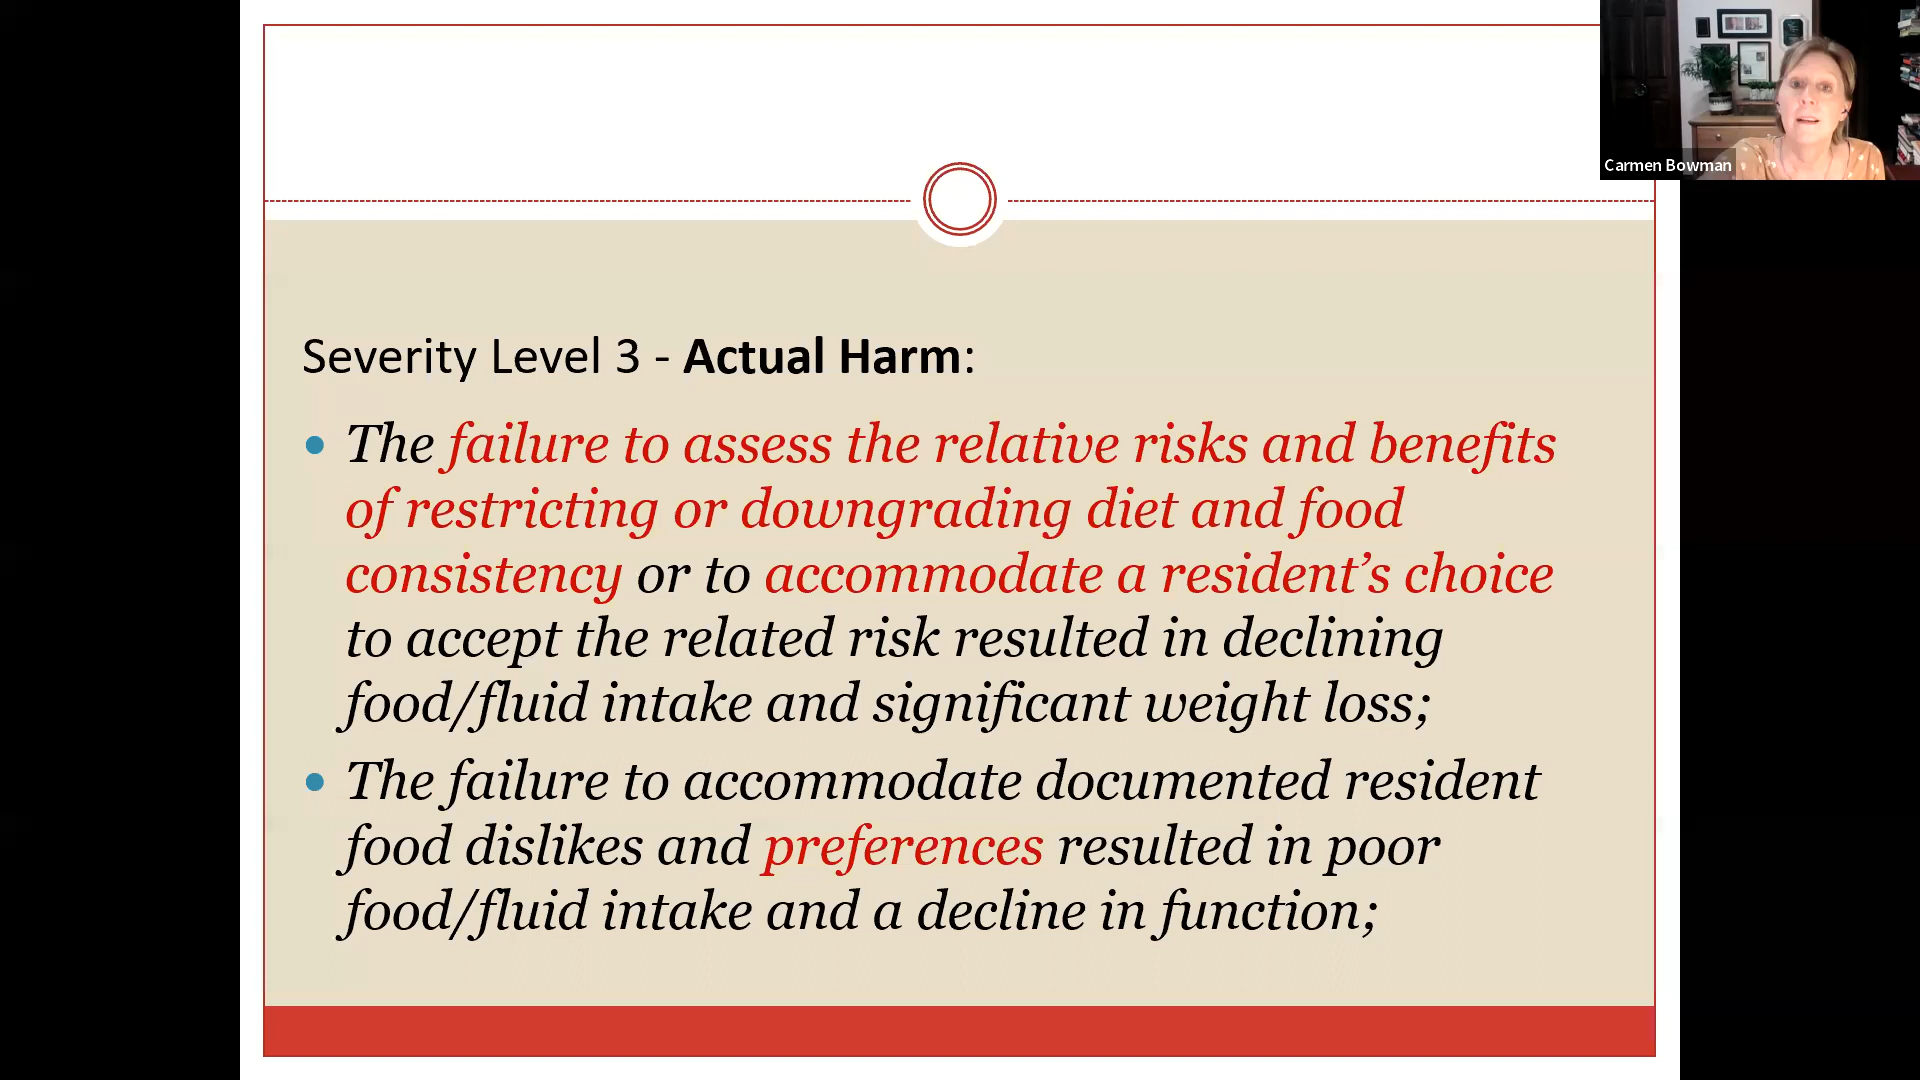 Carmen Bowman
Severity Level 3 - Actual Harm:
• The failure to assess the relative risks and benefits
of restricting or downgrading diet and food
consistency or to accommodate a resident’s choice
to accept the related risk resulted in declining
food/fluid intake and significant weight loss;
• The failure to accommodate documented resident
food dislikes and preferences resulted in poor
food/fluid intake and a decline in function;